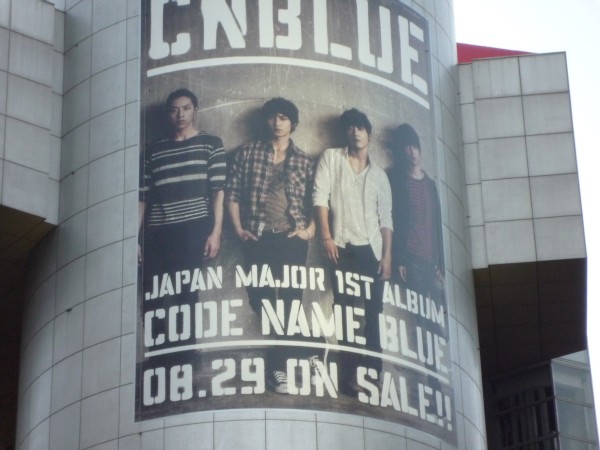 CNBLUE
JAPAN MAJOR 1ST ALBUM
CODE NAME BLUE
08.29 ON SALE!!